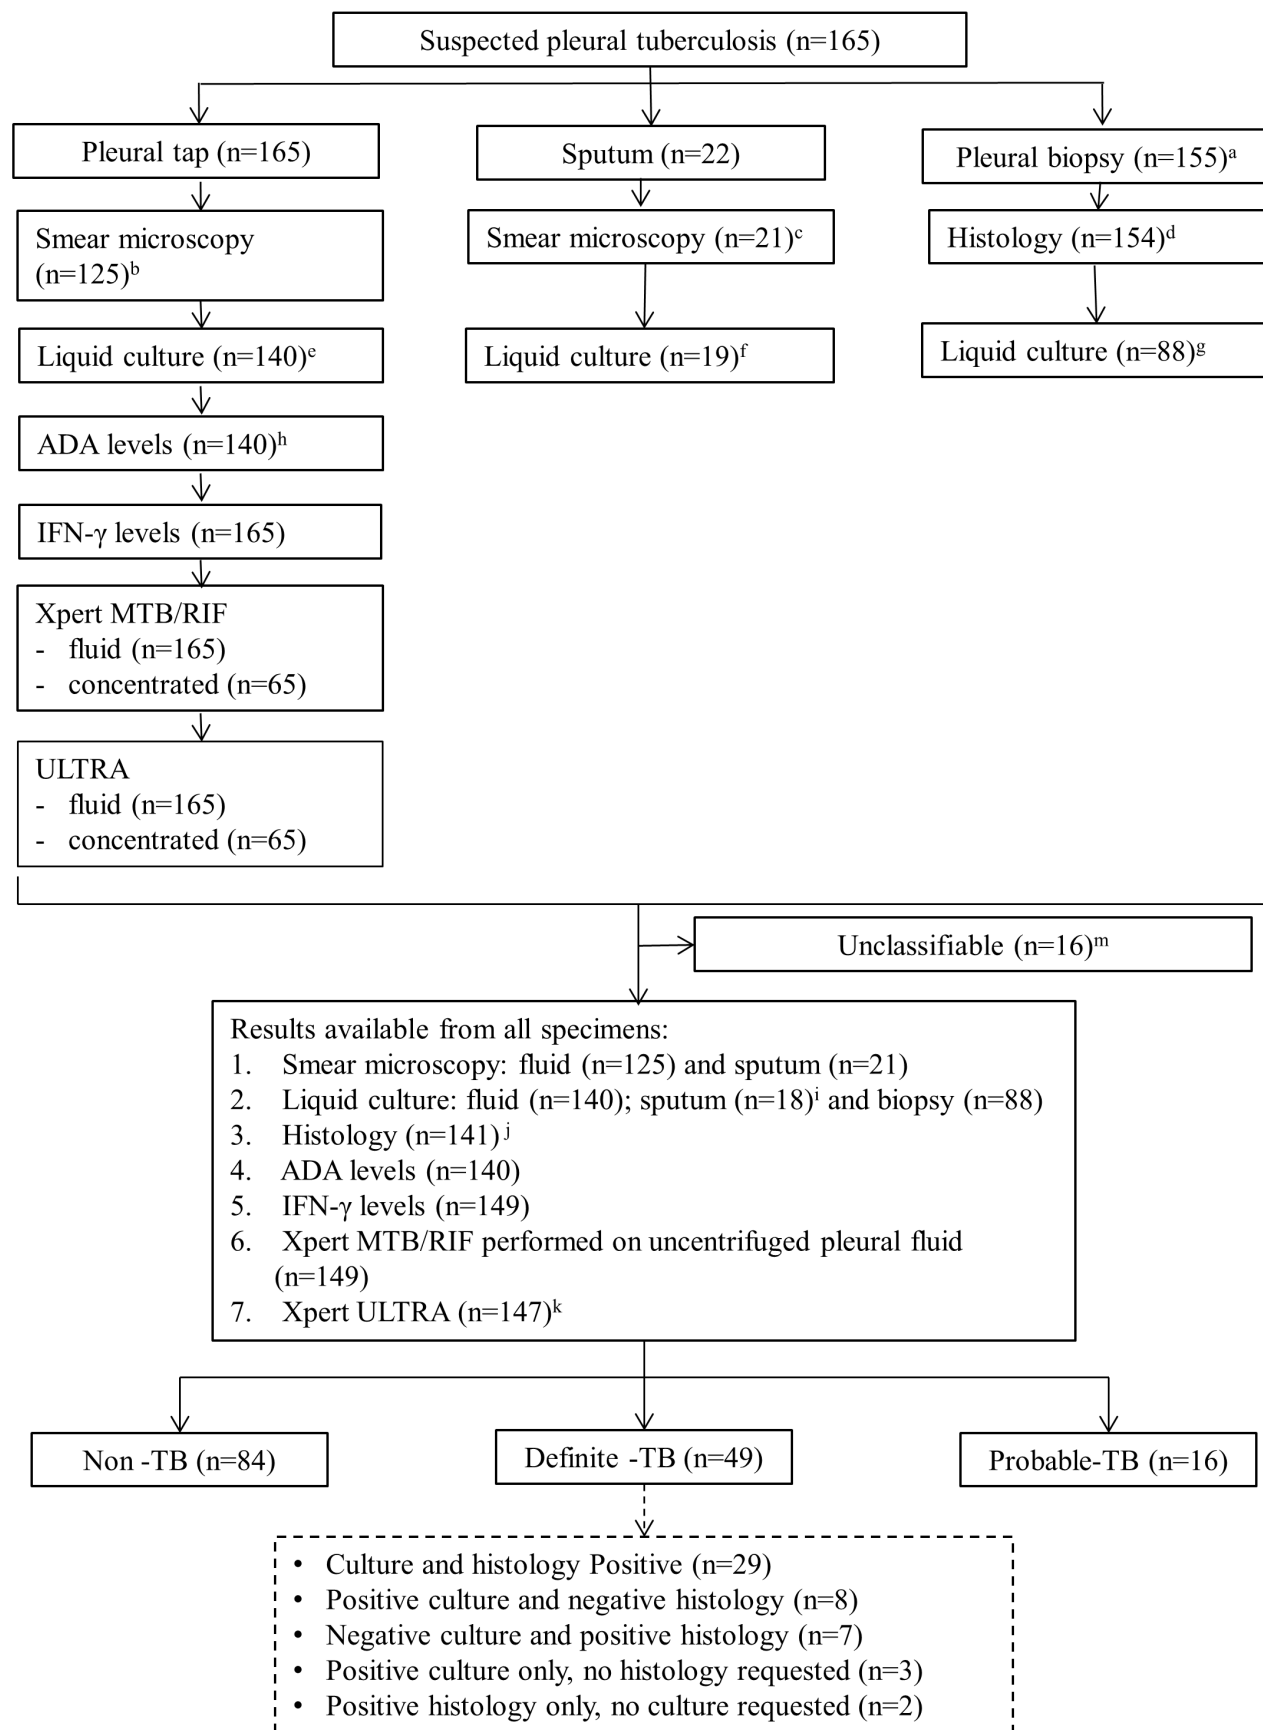 Suspected pleural tuberculosis (n=165)
Pleural tap (n=165)
Sputum (n=22)
Pleural biopsy (n=155)ᵃ
Smear microscopy
(n=125)ᵇ
Smear microscopy (n=21)ᶜ
Histology (n=154)ᵈ
Liquid culture (n=140)ᵉ
Liquid culture (n=19)ᶠ
Liquid culture (n=88)ᵍ
ADA levels (n=140)ʰ
IFN-γ levels (n=165)
Xpert MTB/RIF
- fluid (n=165)
- concentrated (n=65)
ULTRA
- fluid (n=165)
- concentrated (n=65)
Unclassifiable (n=16)ᵐ
Results available from all specimens:
1. Smear microscopy: fluid (n=125) and sputum (n=21)
2. Liquid culture: fluid (n=140); sputum (n=18)ⁱ and biopsy (n=88)
3. Histology (n=141) ʲ
4. ADA levels (n=140)
5. IFN-γ levels (n=149)
6. Xpert MTB/RIF performed on uncentrifuged pleural fluid
(n=149)
7. Xpert ULTRA (n=147)ᵏ
Non -TB (n=84)
Definite -TB (n=49)
Probable-TB (n=16)
• Culture and histology Positive (n=29)
• Positive culture and negative histology (n=8)
• Negative culture and positive histology (n=7)
• Positive culture only, no histology requested (n=3)
• Positive histology only, no culture requested (n=2)